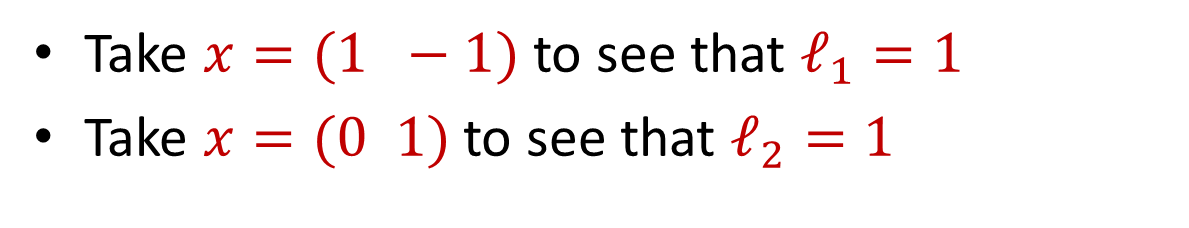 • Take x = (1 − 1) to see that ℓ₁ = 1
• Take x = (0 1) to see that ℓ₂ = 1